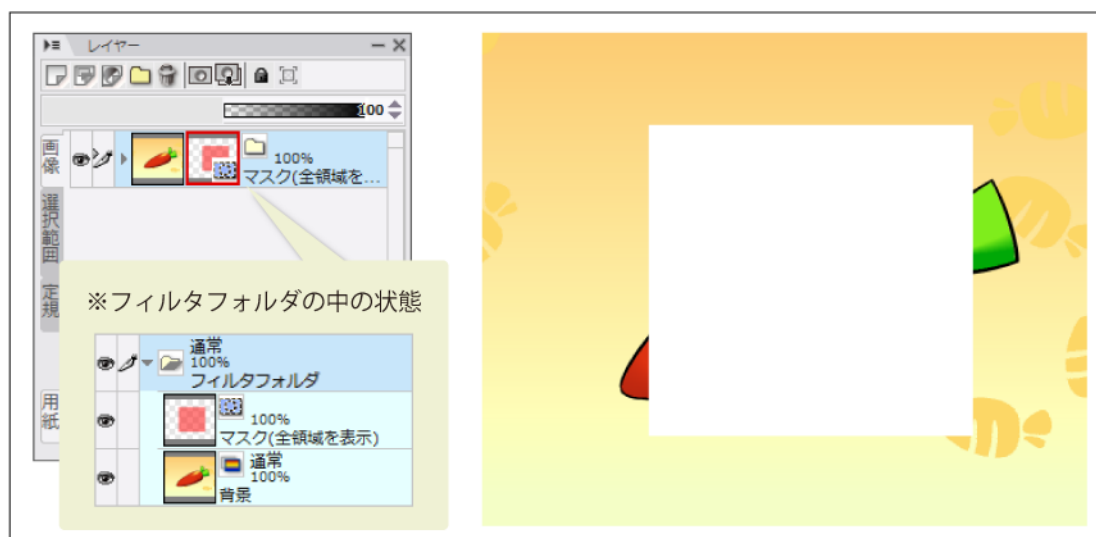 レイヤー
100
画像
100%
マスク(全領域を...
選択範囲
定規
用紙
※フィルタフォルダの中の状態
通常
100%
フィルタフォルダ
100%
マスク(全領域を表示)
通常
100%
背景